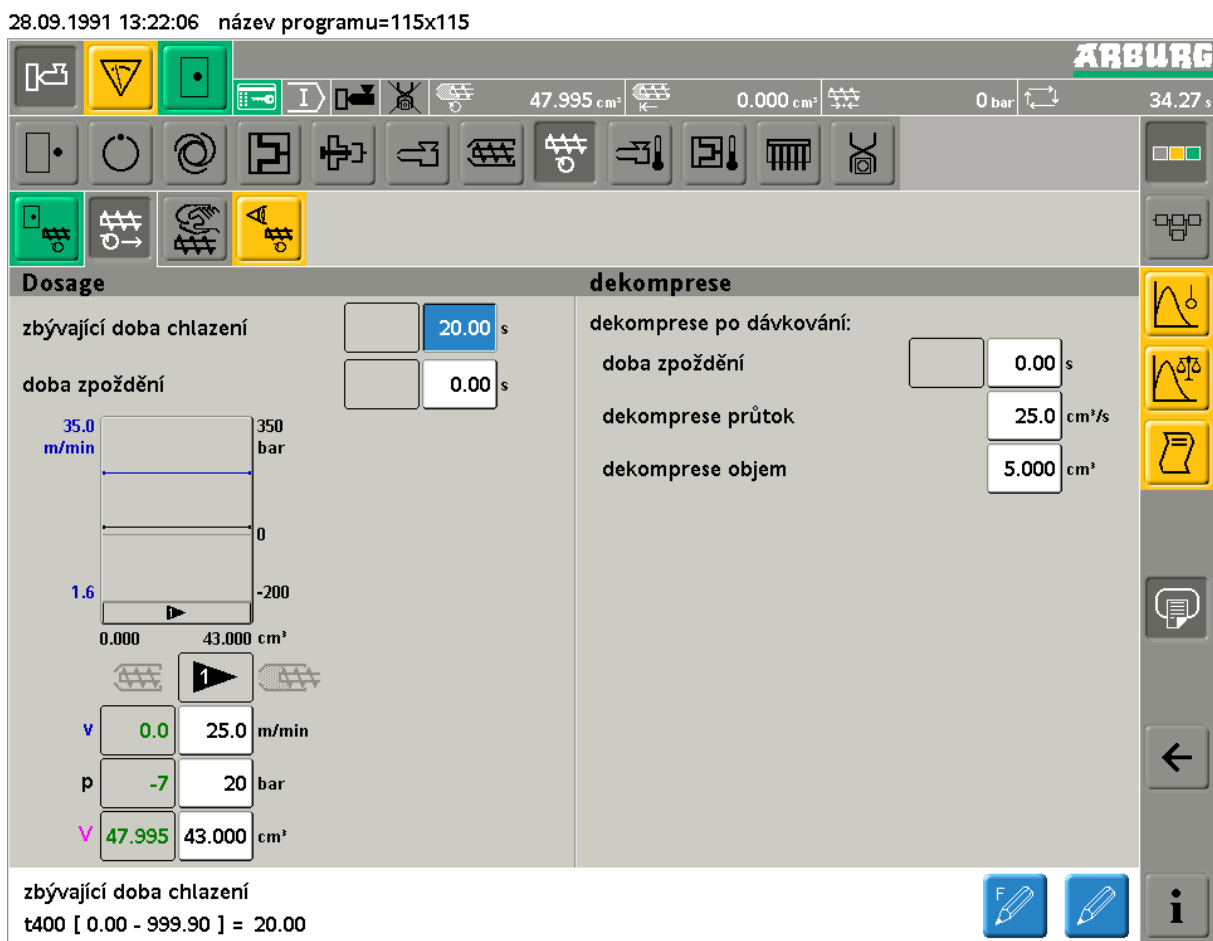 28.09.1991 13:22:06 název programu=115x115
ARBURG
47.995 cm³ 0.000 cm³ 0 bar 34.27 s
Dosage
zbývající doba chlazení 20.00 s
doba zpoždění 0.00 s
35.0 350
m/min bar
0
1.6 -200
1
0.000 43.000 cm³
1
v 0.0 25.0 m/min
p -7 20 bar
V 47.995 43.000 cm³
dekomprese
dekomprese po dávkování:
doba zpoždění 0.00 s
dekomprese průtok 25.0 cm³/s
dekomprese objem 5.000 cm³
zbývající doba chlazení
t400 [ 0.00 - 999.90 ] = 20.00
F
i